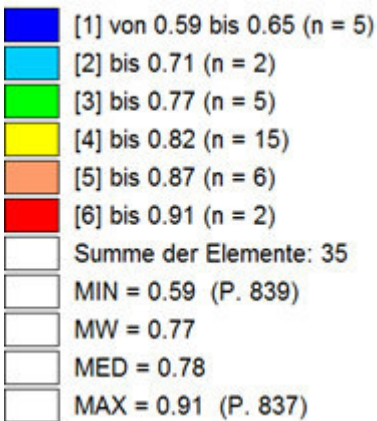 [1] von 0.59 bis 0.65 (n = 5)
[2] bis 0.71 (n = 2)
[3] bis 0.77 (n = 5)
[4] bis 0.82 (n = 15)
[5] bis 0.87 (n = 6)
[6] bis 0.91 (n = 2)
Summe der Elemente: 35
MIN = 0.59 (P. 839)
MW = 0.77
MED = 0.78
MAX = 0.91 (P. 837)